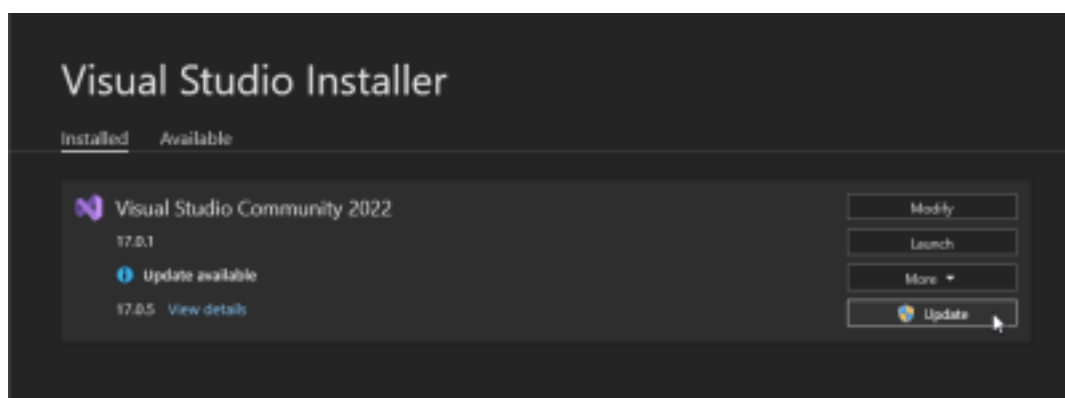 Visual Studio Installer
Installed Available
Visual Studio Community 2022
Modify
17.0.1
Launch
Update available
More
17.0.5 View details
Update